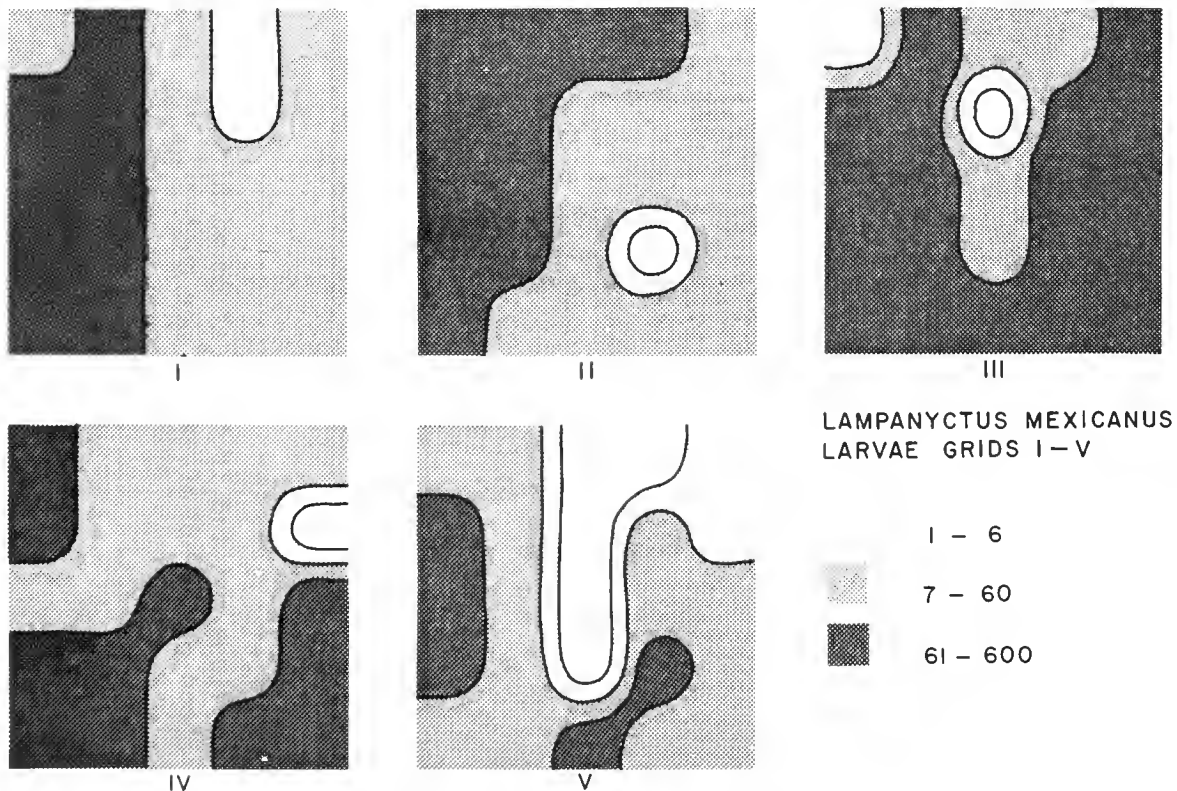 I
II
III
LAMPANYCTUS MEXICANUS
LARVAE GRIDS I–V
1 – 6
7 – 60
61 – 600
IV
V